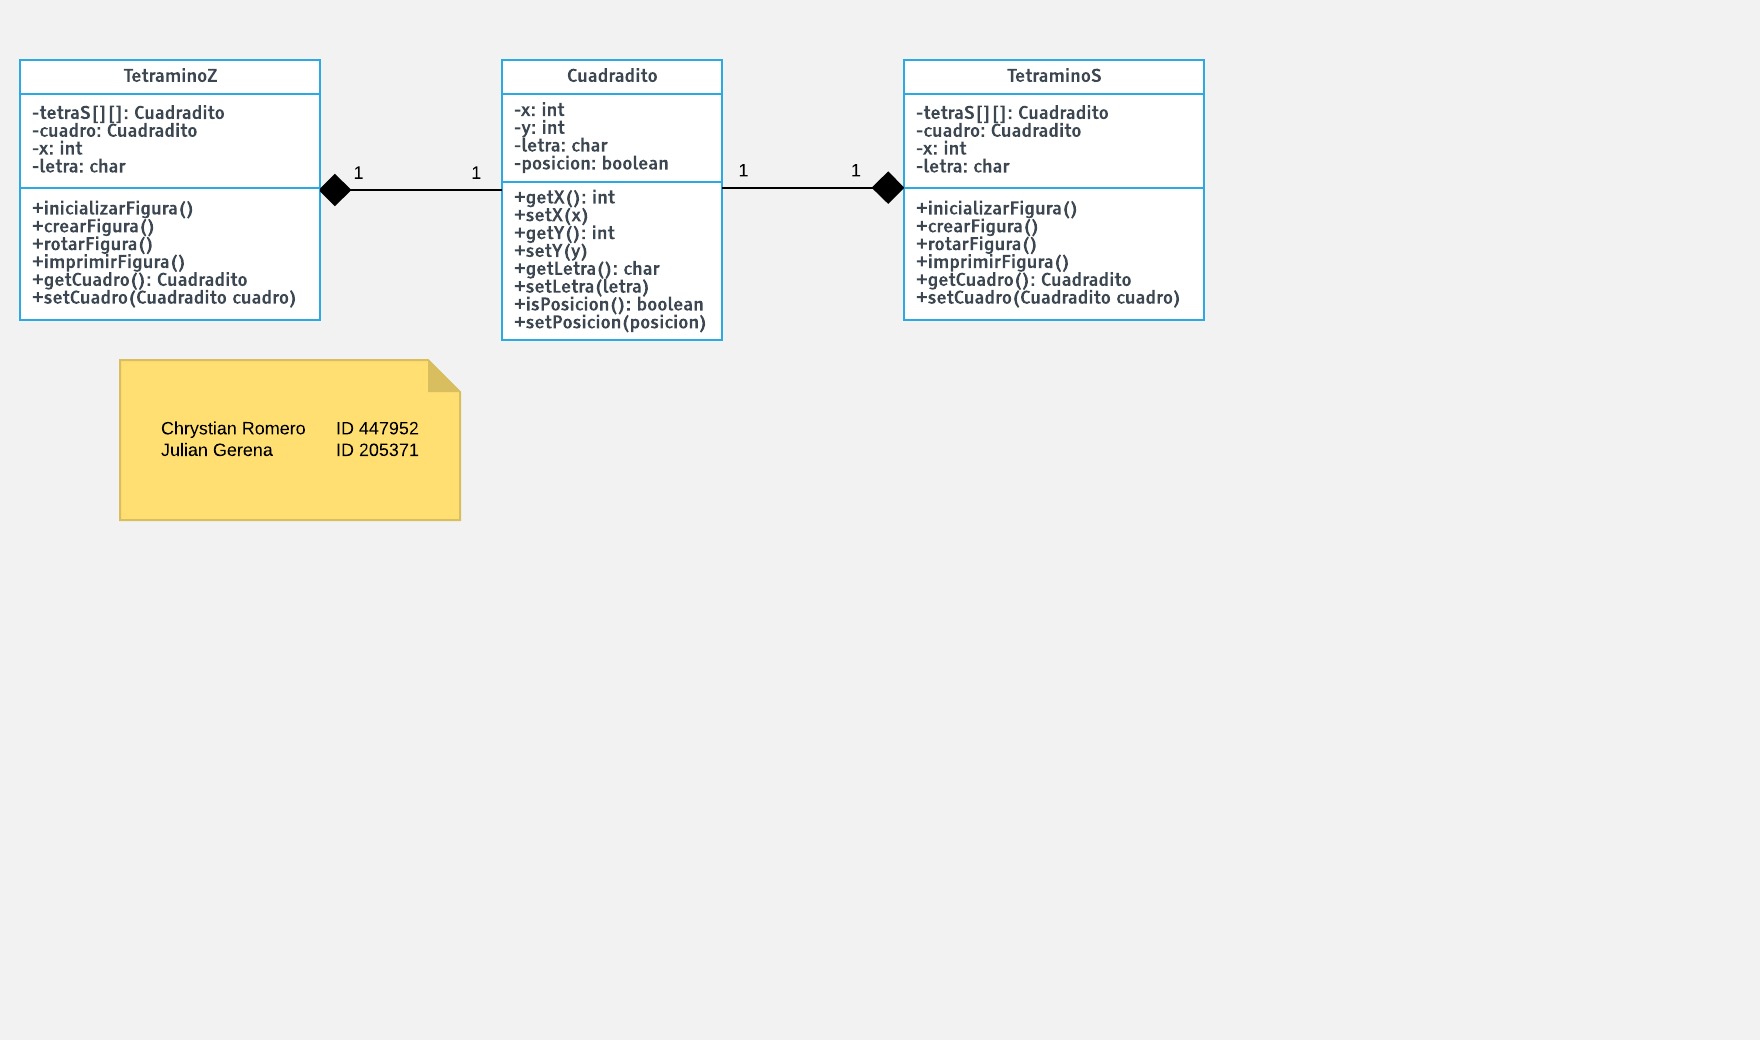 TetraminoZ
-tetraS[][]: Cuadradito
-cuadro: Cuadradito
-x: int
-letra: char
+inicializarFigura()
+crearFigura()
+rotarFigura()
+imprimirFigura()
+getCuadro(): Cuadradito
+setCuadro(Cuadradito cuadro)
1
1
Cuadradito
-x: int
-y: int
-letra: char
-posicion: boolean
+getX(): int
+setX(x)
+getY(): int
+setY(y)
+getLetra(): char
+setLetra(letra)
+isPosicion(): boolean
+setPosicion(posicion)
1
1
TetraminoS
-tetraS[][]: Cuadradito
-cuadro: Cuadradito
-x: int
-letra: char
+inicializarFigura()
+crearFigura()
+rotarFigura()
+imprimirFigura()
+getCuadro(): Cuadradito
+setCuadro(Cuadradito cuadro)
Chrystian Romero ID 447952
Julian Gerena ID 205371